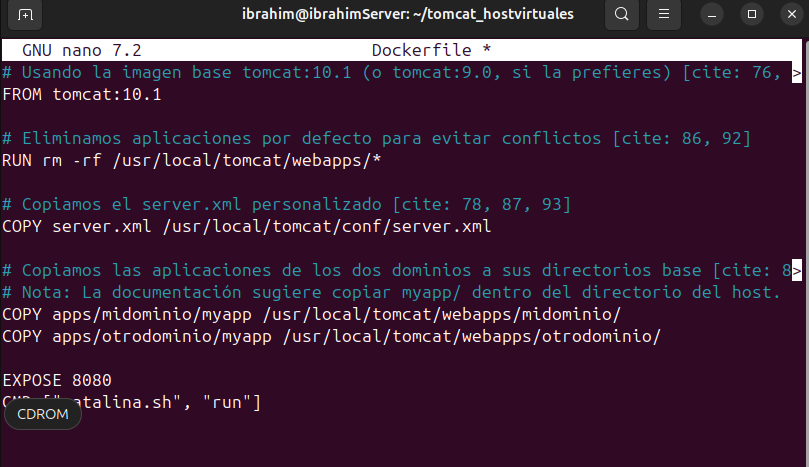 ibrahim@ibrahimServer: ~/tomcat_hostvirtuales
GNU nano 7.2 Dockerfile *
# Usando la imagen base tomcat:10.1 (o tomcat:9.0, si la prefieres) [cite: 76, >
FROM tomcat:10.1
# Eliminamos aplicaciones por defecto para evitar conflictos [cite: 86, 92]
RUN rm -rf /usr/local/tomcat/webapps/*
# Copiamos el server.xml personalizado [cite: 78, 87, 93]
COPY server.xml /usr/local/tomcat/conf/server.xml
# Copiamos las aplicaciones de los dos dominios a sus directorios base [cite: 8>
# Nota: La documentación sugiere copiar myapp/ dentro del directorio del host.
COPY apps/midominio/myapp /usr/local/tomcat/webapps/midominio/
COPY apps/otrodominio/myapp /usr/local/tomcat/webapps/otrodominio/
EXPOSE 8080
atalina.sh", "run"]
CDROM